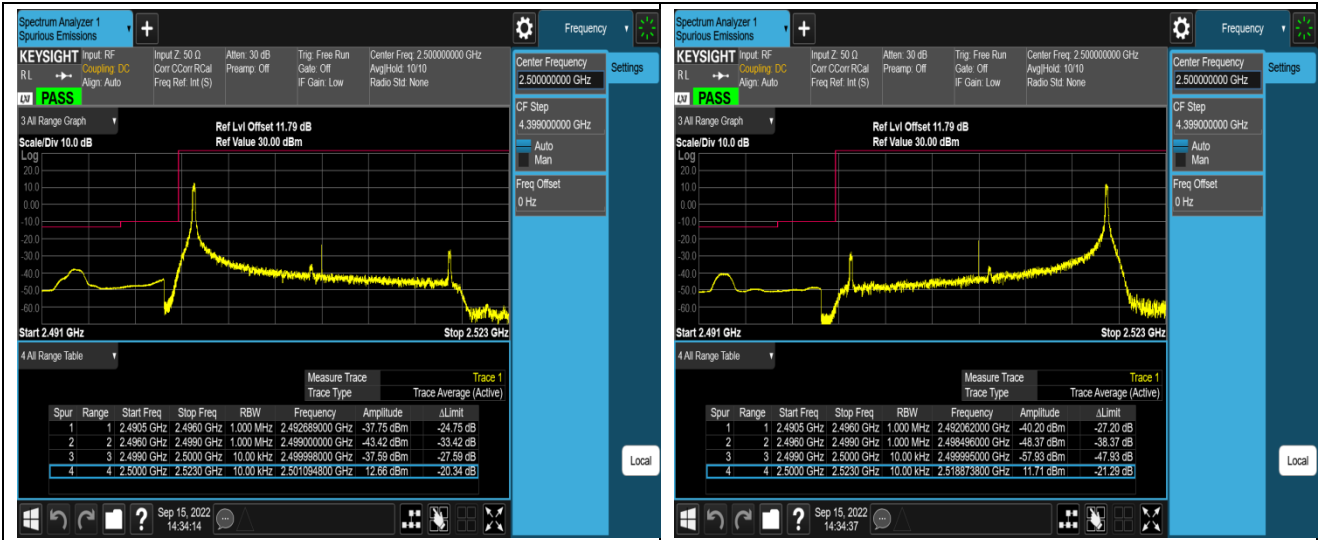 Spectrum Analyzer 1
Spurious Emissions
Frequency
KEYSIGHT Input: RF Input Z: 50 Ω Atten: 30 dB Trig: Free Run Center Freq: 2.500000000 GHz
RL Coupling: DC Corr CCorr RCal Preamp: Off Gate: Off Avg|Hold: 10/10
Align: Auto Freq Ref: Int (S) IF Gain: Low Radio Std: None
LXI PASS
3 All Range Graph
Ref Lvl Offset 11.79 dB
Scale/Div 10.0 dB Ref Value 30.00 dBm
Log
20.0
10.0
0.00
-10.0
-20.0
-30.0
-40.0
-50.0
-60.0
Start 2.491 GHz Stop 2.523 GHz
4 All Range Table
Measure Trace Trace 1
Trace Type Trace Average (Active)
Spur Range Start Freq Stop Freq RBW Frequency Amplitude ΔLimit
1 1 2.4905 GHz 2.4960 GHz 1.000 MHz 2.492689000 GHz -37.75 dBm -24.75 dB
2 2 2.4960 GHz 2.4990 GHz 1.000 MHz 2.499000000 GHz -43.42 dBm -33.42 dB
3 3 2.4990 GHz 2.5000 GHz 10.00 kHz 2.499998000 GHz -37.59 dBm -27.59 dB
4 4 2.5000 GHz 2.5230 GHz 10.00 kHz 2.501094800 GHz 12.66 dBm -20.34 dB
Center Frequency
2.500000000 GHz
Settings
CF Step
4.399000000 GHz
Auto
Man
Freq Offset
0 Hz
Local
?
Sep 15, 2022
14:34:14
Spectrum Analyzer 1
Spurious Emissions
Frequency
KEYSIGHT Input: RF Input Z: 50 Ω Atten: 30 dB Trig: Free Run Center Freq: 2.500000000 GHz
RL Coupling: DC Corr CCorr RCal Preamp: Off Gate: Off Avg|Hold: 10/10
Align: Auto Freq Ref: Int (S) IF Gain: Low Radio Std: None
LXI PASS
3 All Range Graph
Ref Lvl Offset 11.79 dB
Scale/Div 10.0 dB Ref Value 30.00 dBm
Log
20.0
10.0
0.00
-10.0
-20.0
-30.0
-40.0
-50.0
-60.0
Start 2.491 GHz Stop 2.523 GHz
4 All Range Table
Measure Trace Trace 1
Trace Type Trace Average (Active)
Spur Range Start Freq Stop Freq RBW Frequency Amplitude ΔLimit
1 1 2.4905 GHz 2.4960 GHz 1.000 MHz 2.492062000 GHz -40.20 dBm -27.20 dB
2 2 2.4960 GHz 2.4990 GHz 1.000 MHz 2.498496000 GHz -48.37 dBm -38.37 dB
3 3 2.4990 GHz 2.5000 GHz 10.00 kHz 2.499995000 GHz -57.93 dBm -47.93 dB
4 4 2.5000 GHz 2.5230 GHz 10.00 kHz 2.518873800 GHz 11.71 dBm -21.29 dB
Center Frequency
2.500000000 GHz
Settings
CF Step
4.399000000 GHz
Auto
Man
Freq Offset
0 Hz
Local
?
Sep 15, 2022
14:34:37